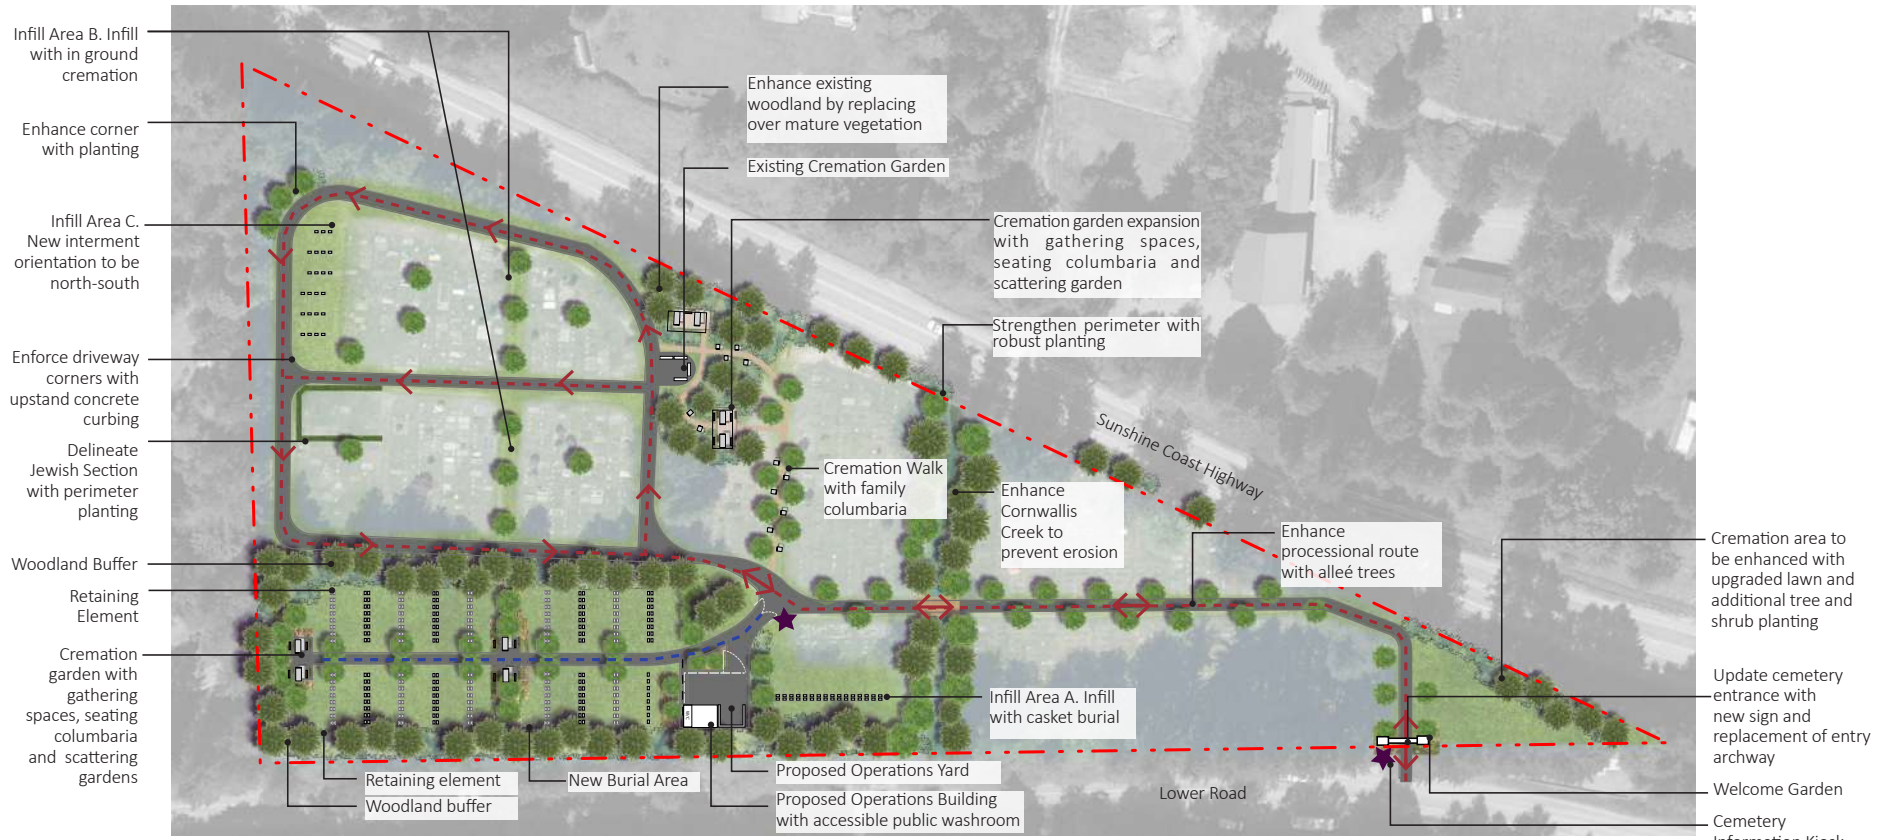 Infill Area B. Infill
with in ground
cremation
Enhance corner
with planting
Infill Area C.
New interment
orientation to be
north-south
Enforce driveway
corners with
upstand concrete
curbing
Delineate
Jewish Section
with perimeter
planting
Woodland Buffer
Retaining
Element
Cremation
garden with
gathering
spaces, seating
columbaria
and scattering
gardens
Enhance existing
woodland by replacing
over mature vegetation
Existing Cremation Garden
Cremation garden expansion
with gathering spaces,
seating columbaria and
scattering garden
Strengthen perimeter with
robust planting
Sunshine Coast Highway
Cremation Walk
with family
columbaria
Enhance
Cornwallis
Creek to
prevent erosion
Enhance
processional route
with alleé trees
Infill Area A. Infill
with casket burial
Retaining element
Woodland buffer
New Burial Area
Proposed Operations Yard
Proposed Operations Building
with accessible public washroom
Lower Road
Cremation area to
be enhanced with
upgraded lawn and
additional tree and
shrub planting
Update cemetery
entrance with
new sign and
replacement of entry
archway
Welcome Garden
Cemetery
Information Kiosk